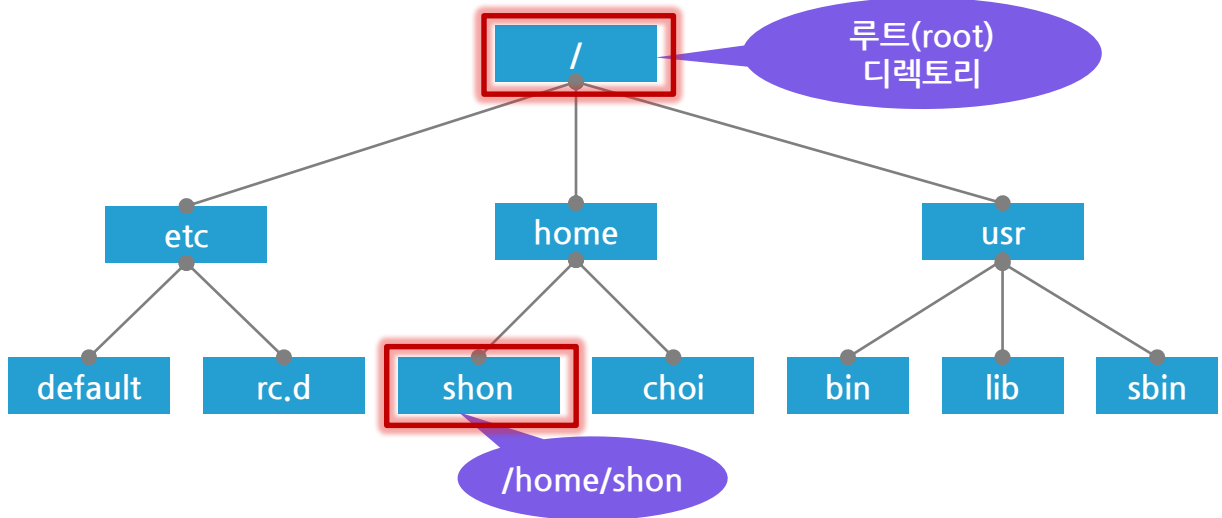 /
루트(root)
디렉토리
etc
home
usr
default
rc.d
shon
choi
bin
lib
sbin
/home/shon